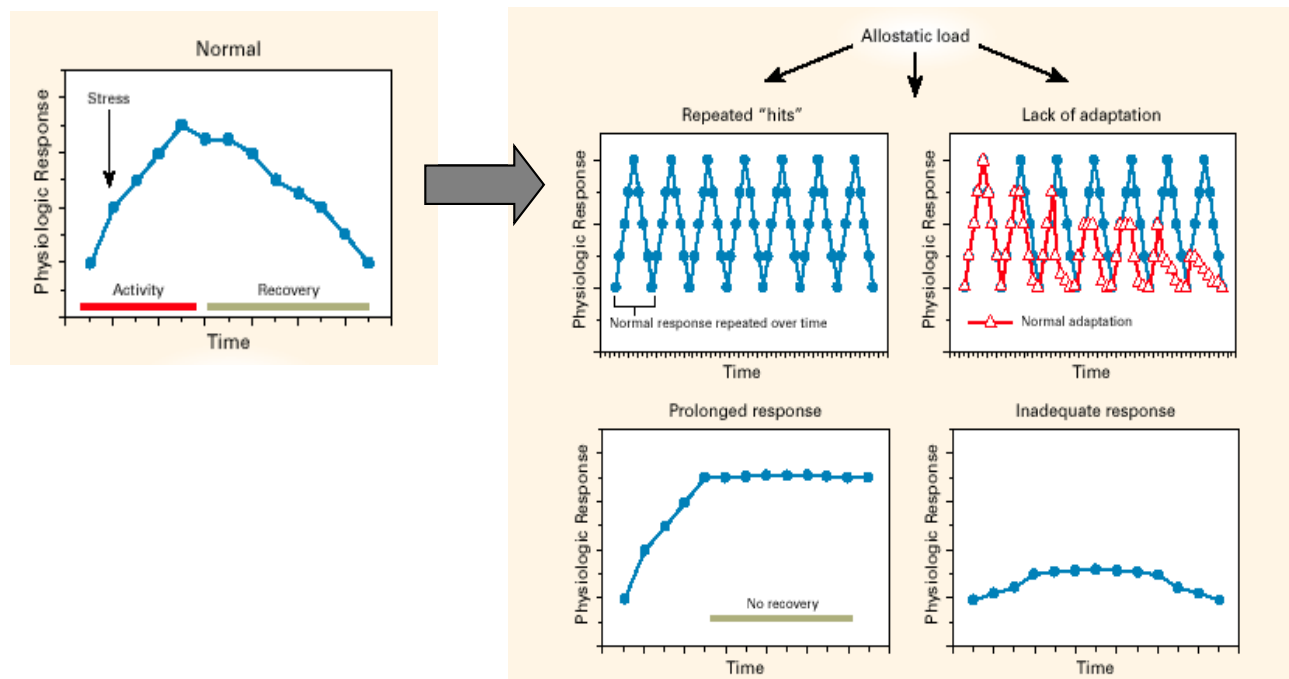 Normal
Physiologic Response
Stress
Activity
Recovery
Time
Allostatic load
Repeated "hits"
Physiologic Response
Normal response repeated over time
Time
Lack of adaptation
Physiologic Response
Normal adaptation
Time
Prolonged response
Physiologic Response
No recovery
Time
Inadequate response
Physiologic Response
Time